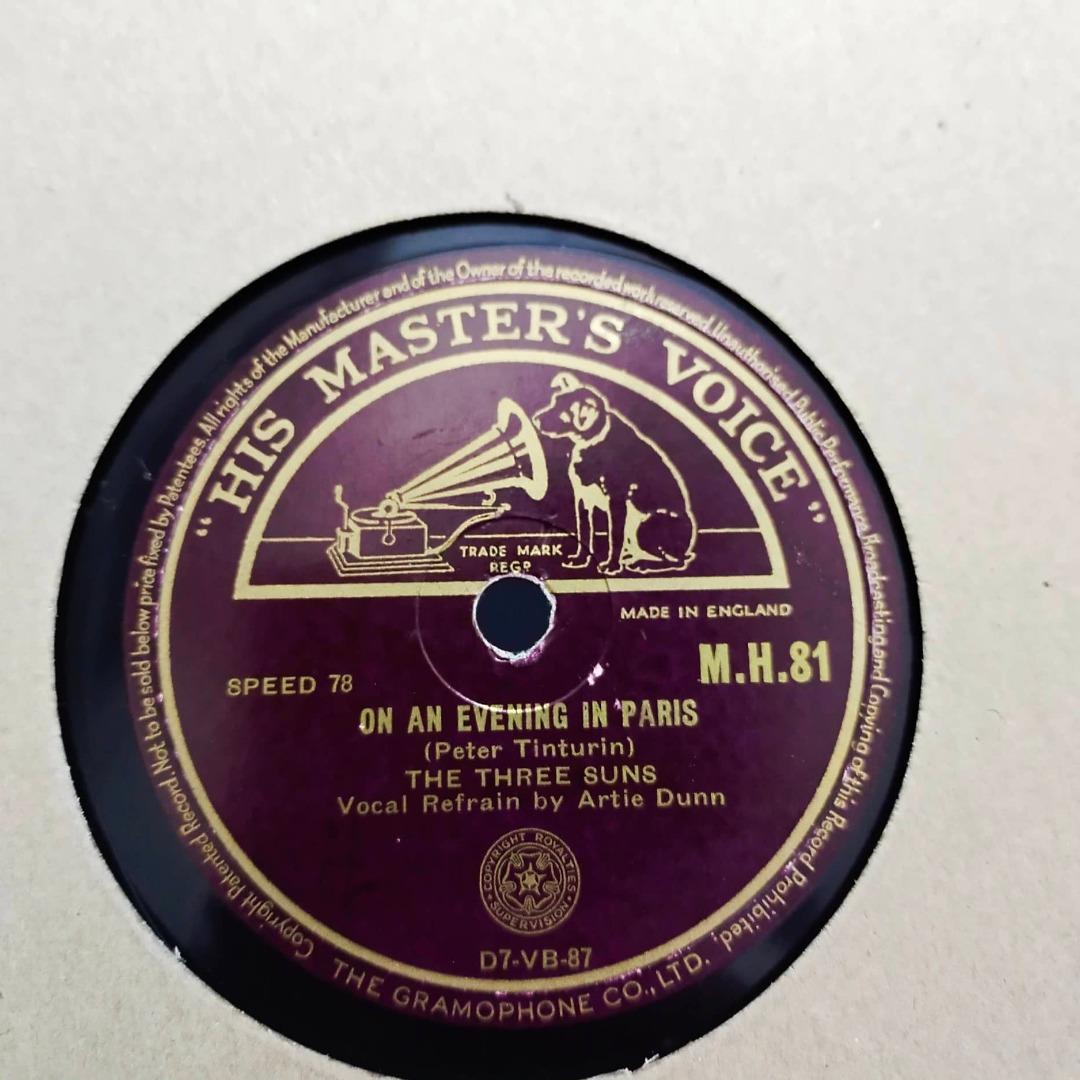 Copyright Patented Record. Not to be sold below price fixed by Patentees. All rights of the Manufacturer and of the Owner of the recorded work reserved. Unauthorised Public Performance Broadcasting and Copying of this Record Prohibited.
"HIS MASTER'S VOICE"
TRADE MARK
REGD
MADE IN ENGLAND
M.H.81
SPEED 78
ON AN EVENING IN PARIS
(Peter Tinturin)
THE THREE SUNS
Vocal Refrain by Artie Dunn
COPYRIGHT ROYALTIES
SUPERVISION
D7-VB-87
THE GRAMOPHONE CO., LTD.